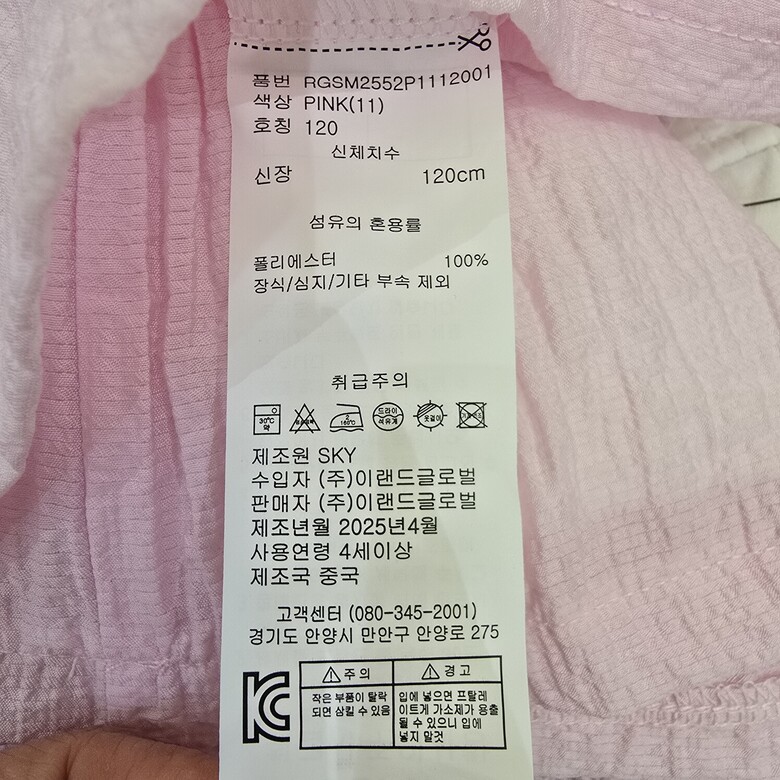 품번 RGSM2552P1112001
색상 PINK(11)
호칭 120
신체치수
신장 120cm
섬유의 혼용률
폴리에스터 100%
장식/심지/기타 부속 제외
취급주의
30℃ 약
2 160℃
드라이 석유계
옷걸이
제조원 SKY
수입자 (주)이랜드글로벌
판매자 (주)이랜드글로벌
제조년월 2025년4월
사용연령 4세이상
제조국 중국
고객센터 (080-345-2001)
경기도 안양시 만안구 안양로 275
주의
작은 부품이 탈락
되면 삼킬 수 있음
경고
입에 넣으면 프탈레
이트계 가소제가 용출
될 수 있으니 입에
넣지 말것